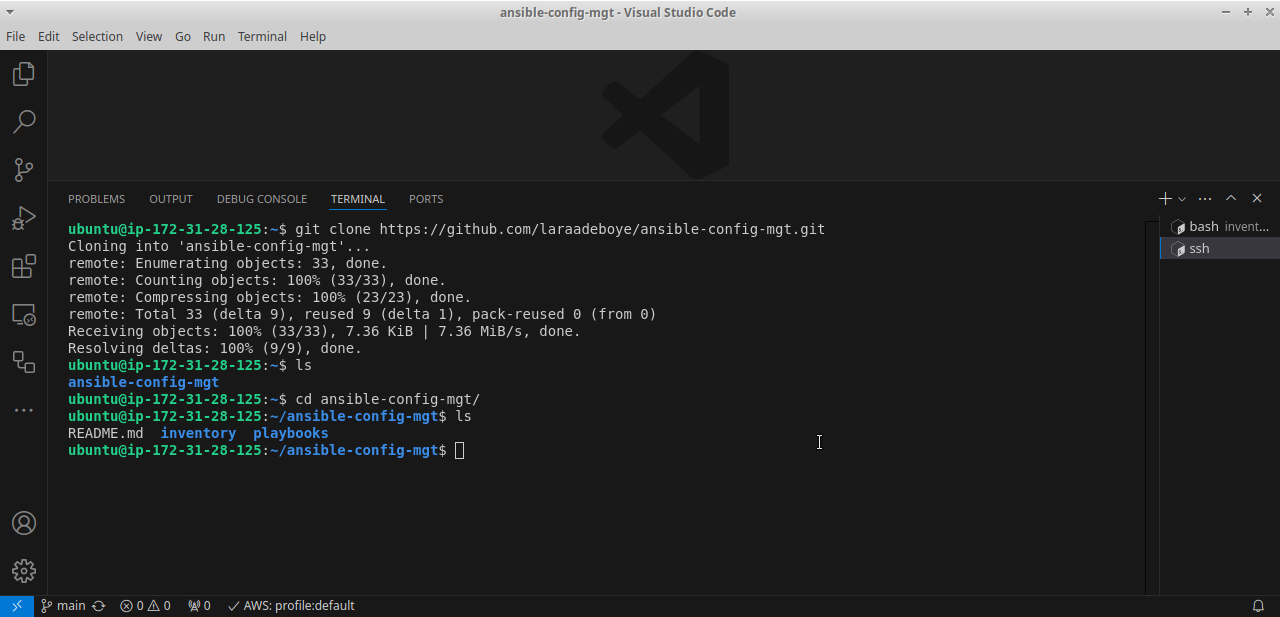 ansible-config-mgt - Visual Studio Code
File Edit Selection View Go Run Terminal Help
PROBLEMS OUTPUT DEBUG CONSOLE TERMINAL PORTS
ubuntu@ip-172-31-28-125:~$ git clone https://github.com/laraadeboye/ansible-config-mgt.git
Cloning into 'ansible-config-mgt'...
remote: Enumerating objects: 33, done.
remote: Counting objects: 100% (33/33), done.
remote: Compressing objects: 100% (23/23), done.
remote: Total 33 (delta 9), reused 9 (delta 1), pack-reused 0 (from 0)
Receiving objects: 100% (33/33), 7.36 KiB | 7.36 MiB/s, done.
Resolving deltas: 100% (9/9), done.
ubuntu@ip-172-31-28-125:~$ ls
ansible-config-mgt
ubuntu@ip-172-31-28-125:~$ cd ansible-config-mgt/
ubuntu@ip-172-31-28-125:~/ansible-config-mgt$ ls
README.md inventory playbooks
ubuntu@ip-172-31-28-125:~/ansible-config-mgt$
bash invent...
ssh
main 0 0 0 AWS: profile:default